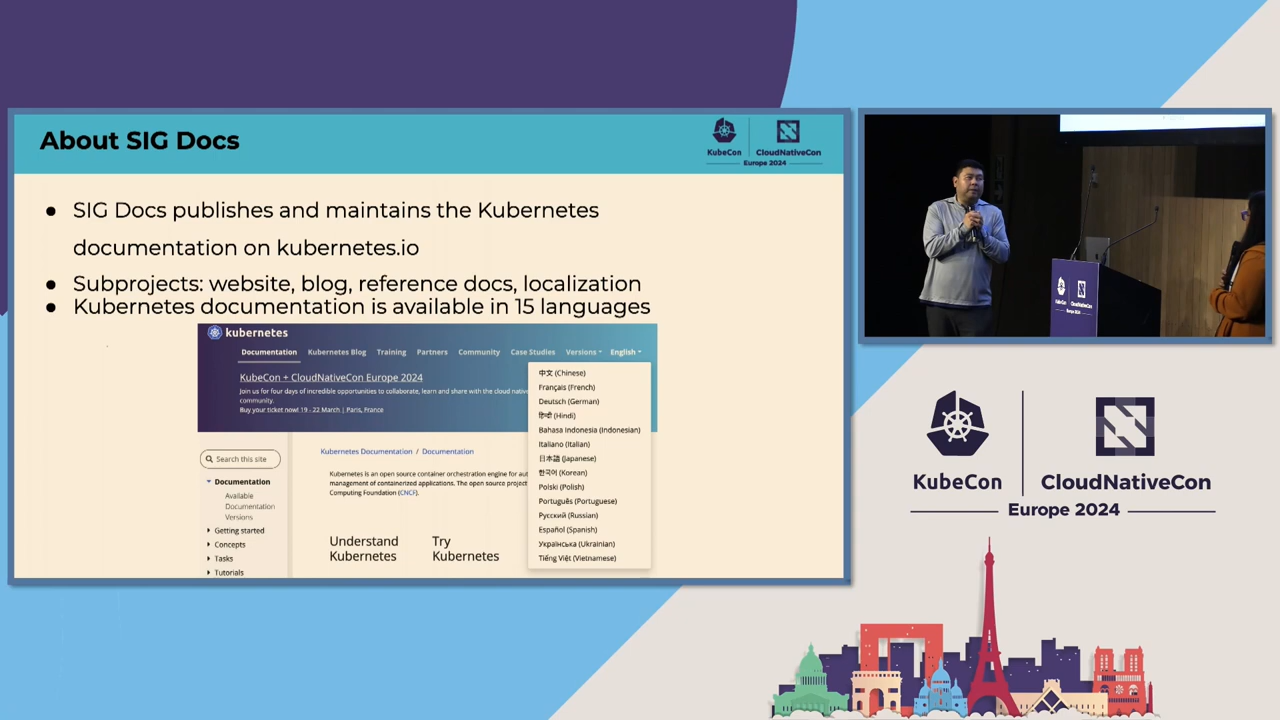 About SIG Docs
KubeCon
CloudNativeCon
Europe 2024
● SIG Docs publishes and maintains the Kubernetes
documentation on kubernetes.io
● Subprojects: website, blog, reference docs, localization
● Kubernetes documentation is available in 15 languages
kubernetes
Documentation Kubernetes Blog Training Partners Community Case Studies Versions English
KubeCon + CloudNativeCon Europe 2024
Join us for four days of incredible opportunities to collaborate, learn and share with the cloud native
community.
Buy your ticket now! 19 - 22 March | Paris, France
中文 (Chinese)
Français (French)
Deutsch (German)
हिन्दी (Hindi)
Bahasa Indonesia (Indonesian)
Italiano (Italian)
日本語 (Japanese)
한국어 (Korean)
Polski (Polish)
Português (Portuguese)
Русский (Russian)
Español (Spanish)
Українська (Ukrainian)
Tiếng Việt (Vietnamese)
Search this site
Documentation
Available
Documentation
Versions
Getting started
Concepts
Tasks
Tutorials
Kubernetes Documentation / Documentation
Kubernetes is an open source container orchestration engine for
management of containerized applications. The open source project
Computing Foundation (CNCF).
Understand
Kubernetes
Try
Kubernetes
KubeCon
CloudNativeCon
Europe 2024